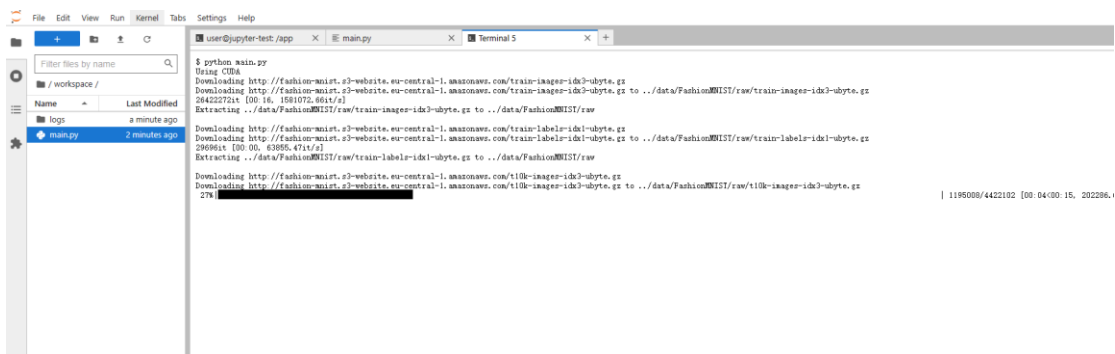 File Edit View Run Kernel Tabs Settings Help
user@jupyter-test: /app
main.py
Terminal 5
Filter files by name
/ workspace /
Name Last Modified
logs a minute ago
main.py 2 minutes ago
$ python main.py
Using CUDA
Downloading http://fashion-mnist.s3-website.eu-central-1.amazonaws.com/train-images-idx3-ubyte.gz
Downloading http://fashion-mnist.s3-website.eu-central-1.amazonaws.com/train-images-idx3-ubyte.gz to ../data/FashionMNIST/raw/train-images-idx3-ubyte.gz
26422272it [00:16, 1581072.66it/s]
Extracting ../data/FashionMNIST/raw/train-images-idx3-ubyte.gz to ../data/FashionMNIST/raw
Downloading http://fashion-mnist.s3-website.eu-central-1.amazonaws.com/train-labels-idx1-ubyte.gz
Downloading http://fashion-mnist.s3-website.eu-central-1.amazonaws.com/train-labels-idx1-ubyte.gz to ../data/FashionMNIST/raw/train-labels-idx1-ubyte.gz
29696it [00:00, 63855.47it/s]
Extracting ../data/FashionMNIST/raw/train-labels-idx1-ubyte.gz to ../data/FashionMNIST/raw
Downloading http://fashion-mnist.s3-website.eu-central-1.amazonaws.com/t10k-images-idx3-ubyte.gz
Downloading http://fashion-mnist.s3-website.eu-central-1.amazonaws.com/t10k-images-idx3-ubyte.gz to ../data/FashionMNIST/raw/t10k-images-idx3-ubyte.gz
27%| | 1195008/4422102 [00:04<00:15, 202286.